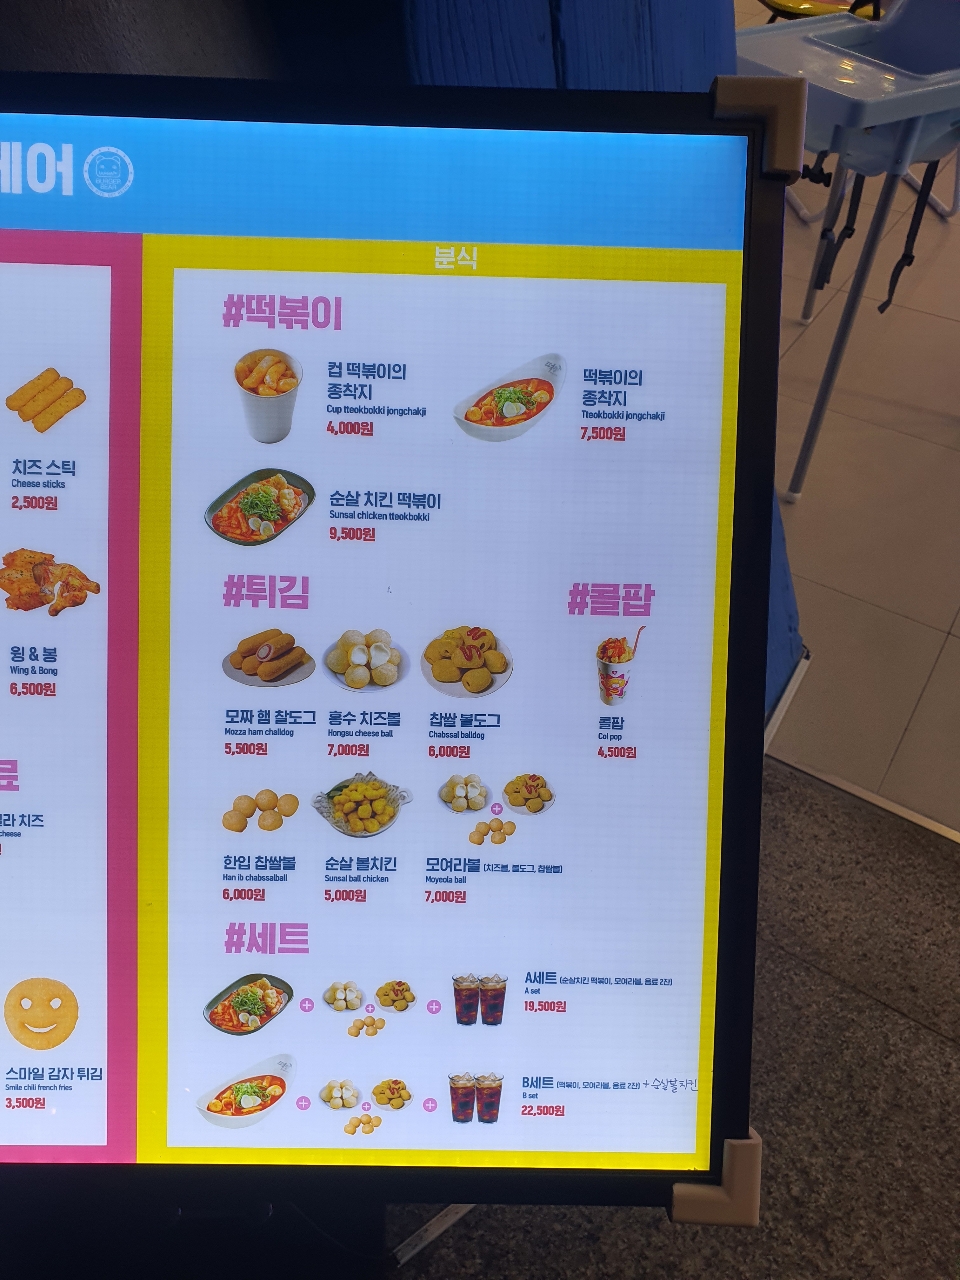 세어
BURGER
BEAR
치즈 스틱
Cheese sticks
2,500원
윙 & 봉
Wing & Bong
6,500원
료
라 치즈
cheese
스마일 감자 튀김
Smile chili french fries
3,500원
분식
#떡볶이
컵 떡볶이의
종착지
Cup tteokbokki jongchakji
4,000원
떡볶이의
종착지
Tteokbokki jongchakji
7,500원
순살 치킨 떡볶이
Sunsal chicken tteokbokki
9,500원
#튀김
#콜팝
모짜 햄 찰도그
Mozza ham challdog
5,500원
흥수 치즈볼
Hongsu cheese ball
7,000원
찹쌀 볼도그
Chabssal balldog
6,000원
콜팝
Col pop
4,500원
한입 찹쌀볼
Han ib chabssalball
6,000원
순살 볼치킨
Sunsal ball chicken
5,000원
모여라볼 (치즈볼, 볼도그, 찹쌀볼)
Moyeola ball
7,000원
#세트
A세트 (순살치킨 떡볶이, 모여라볼, 음료 2잔)
A set
19,500원
B세트 (떡볶이, 모여라볼, 음료 2잔) + 순살볼치킨
B set
22,500원